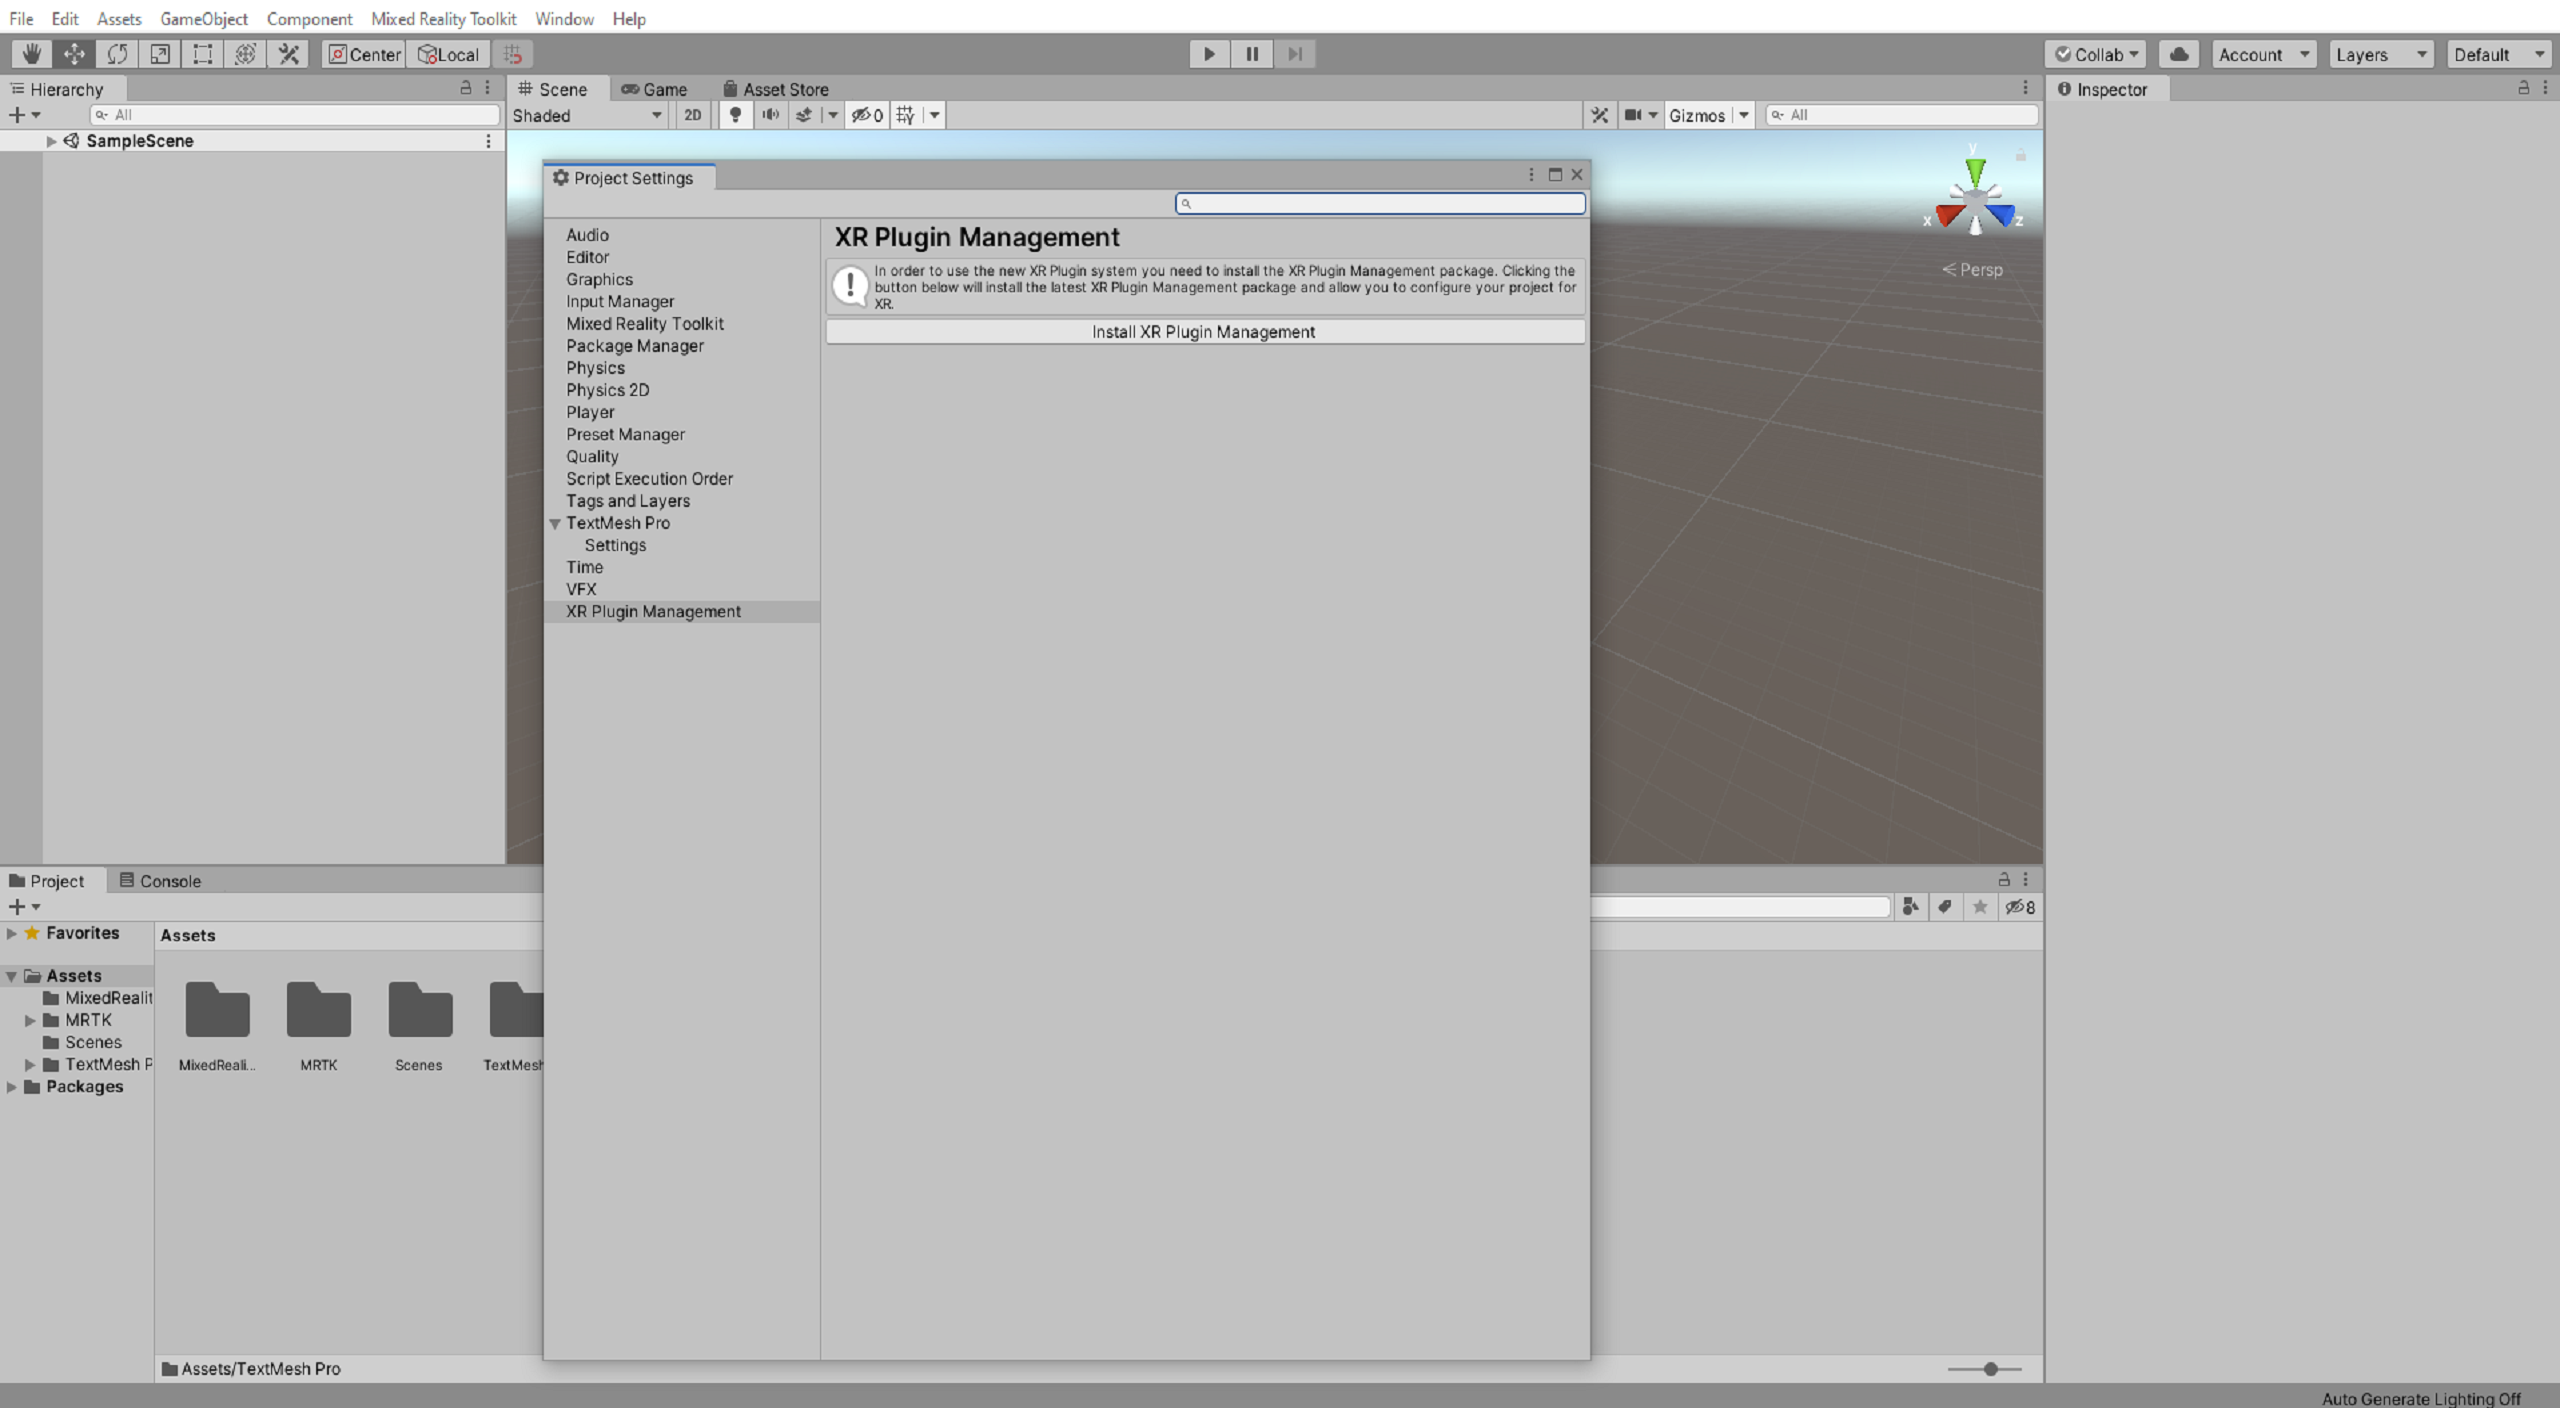 File Edit Assets GameObject Component Mixed Reality Toolkit Window Help
Center Local Collab Account Layers Default
Hierarchy
All
SampleScene
Scene Game Asset Store
Shaded 2D 0 Gizmos All
y
x
z
Persp
Inspector
Project Settings
Audio
Editor
Graphics
Input Manager
Mixed Reality Toolkit
Package Manager
Physics
Physics 2D
Player
Preset Manager
Quality
Script Execution Order
Tags and Layers
TextMesh Pro
Settings
Time
VFX
XR Plugin Management
XR Plugin Management
In order to use the new XR Plugin system you need to install the XR Plugin Management package. Clicking the
button below will install the latest XR Plugin Management package and allow you to configure your project for
XR.
Install XR Plugin Management
Project Console
8
Favorites
Assets
MixedRealit
MRTK
Scenes
TextMesh P
Packages
Assets
MixedReali... MRTK Scenes TextMesh
Assets/TextMesh Pro
Auto Generate Lighting Off